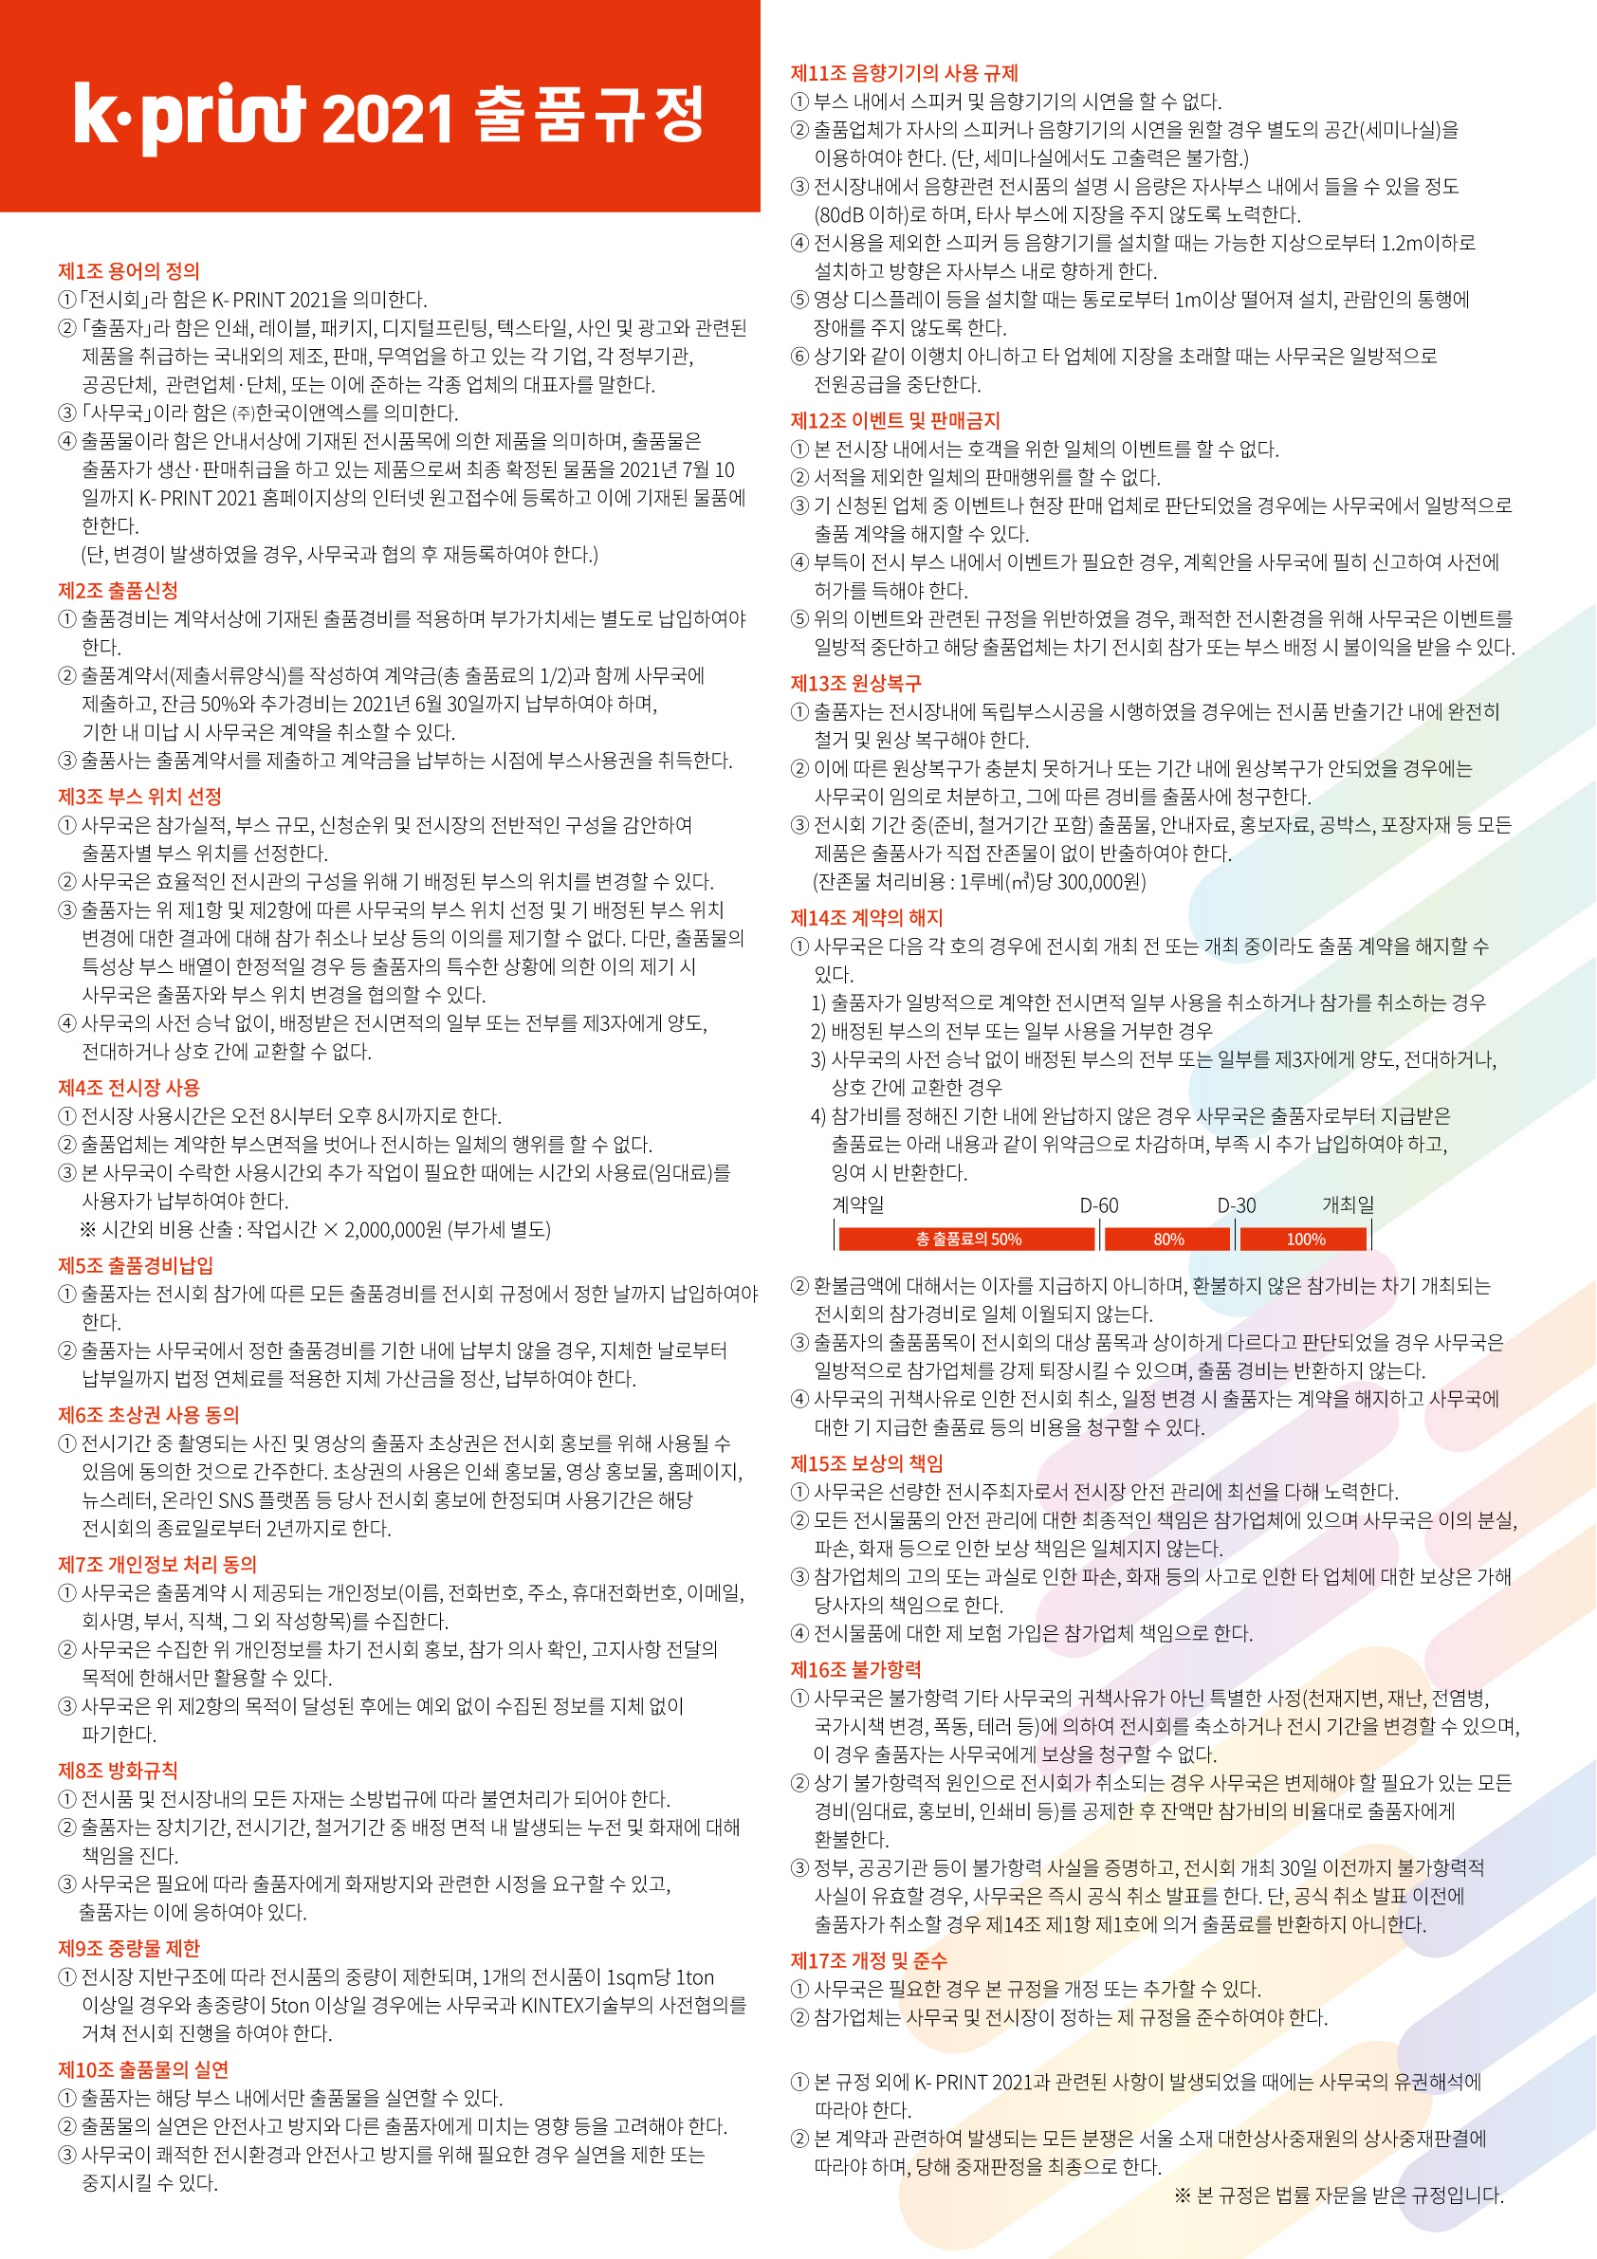 k·print 2021 출품규정
제1조 용어의 정의
①「전시회」라 함은 K- PRINT 2021을 의미한다.
②「출품자」라 함은 인쇄, 레이블, 패키지, 디지털프린팅, 텍스타일, 사인 및 광고와 관련된
제품을 취급하는 국내외의 제조, 판매, 무역업을 하고 있는 각 기업, 각 정부기관,
공공단체, 관련업체·단체, 또는 이에 준하는 각종 업체의 대표자를 말한다.
③「사무국」이라 함은 ㈜한국이앤엑스를 의미한다.
④ 출품물이라 함은 안내서상에 기재된 전시품목에 의한 제품을 의미하며, 출품물은
출품자가 생산·판매취급을 하고 있는 제품으로써 최종 확정된 물품을 2021년 7월 10
일까지 K- PRINT 2021 홈페이지상의 인터넷 원고접수에 등록하고 이에 기재된 물품에
한한다.
(단, 변경이 발생하였을 경우, 사무국과 협의 후 재등록하여야 한다.)
제2조 출품신청
① 출품경비는 계약서상에 기재된 출품경비를 적용하며 부가가치세는 별도로 납입하여야
한다.
② 출품계약서(제출서류양식)를 작성하여 계약금(총 출품료의 1/2)과 함께 사무국에
제출하고, 잔금 50%와 추가경비는 2021년 6월 30일까지 납부하여야 하며,
기한 내 미납 시 사무국은 계약을 취소할 수 있다.
③ 출품사는 출품계약서를 제출하고 계약금을 납부하는 시점에 부스사용권을 취득한다.
제3조 부스 위치 선정
① 사무국은 참가실적, 부스 규모, 신청순위 및 전시장의 전반적인 구성을 감안하여
출품자별 부스 위치를 선정한다.
② 사무국은 효율적인 전시관의 구성을 위해 기 배정된 부스의 위치를 변경할 수 있다.
③ 출품자는 위 제1항 및 제2항에 따른 사무국의 부스 위치 선정 및 기 배정된 부스 위치
변경에 대한 결과에 대해 참가 취소나 보상 등의 이의를 제기할 수 없다. 다만, 출품물의
특성상 부스 배열이 한정적일 경우 등 출품자의 특수한 상황에 의한 이의 제기 시
사무국은 출품자와 부스 위치 변경을 협의할 수 있다.
④ 사무국의 사전 승낙 없이, 배정받은 전시면적의 일부 또는 전부를 제3자에게 양도,
전대하거나 상호 간에 교환할 수 없다.
제4조 전시장 사용
① 전시장 사용시간은 오전 8시부터 오후 8시까지로 한다.
② 출품업체는 계약한 부스면적을 벗어나 전시하는 일체의 행위를 할 수 없다.
③ 본 사무국이 수락한 사용시간외 추가 작업이 필요한 때에는 시간외 사용료(임대료)를
사용자가 납부하여야 한다.
※ 시간외 비용 산출 : 작업시간 × 2,000,000원 (부가세 별도)
제5조 출품경비납입
① 출품자는 전시회 참가에 따른 모든 출품경비를 전시회 규정에서 정한 날까지 납입하여야
한다.
② 출품자는 사무국에서 정한 출품경비를 기한 내에 납부치 않을 경우, 지체한 날로부터
납부일까지 법정 연체료를 적용한 지체 가산금을 정산, 납부하여야 한다.
제6조 초상권 사용 동의
① 전시기간 중 촬영되는 사진 및 영상의 출품자 초상권은 전시회 홍보를 위해 사용될 수
있음에 동의한 것으로 간주한다. 초상권의 사용은 인쇄 홍보물, 영상 홍보물, 홈페이지,
뉴스레터, 온라인 SNS 플랫폼 등 당사 전시회 홍보에 한정되며 사용기간은 해당
전시회의 종료일로부터 2년까지로 한다.
제7조 개인정보 처리 동의
① 사무국은 출품계약 시 제공되는 개인정보(이름, 전화번호, 주소, 휴대전화번호, 이메일,
회사명, 부서, 직책, 그 외 작성항목)를 수집한다.
② 사무국은 수집한 위 개인정보를 차기 전시회 홍보, 참가 의사 확인, 고지사항 전달의
목적에 한해서만 활용할 수 있다.
③ 사무국은 위 제2항의 목적이 달성된 후에는 예외 없이 수집된 정보를 지체 없이
파기한다.
제8조 방화규칙
① 전시품 및 전시장내의 모든 자재는 소방법규에 따라 불연처리가 되어야 한다.
② 출품자는 장치기간, 전시기간, 철거기간 중 배정 면적 내 발생되는 누전 및 화재에 대해
책임을 진다.
③ 사무국은 필요에 따라 출품자에게 화재방지와 관련한 시정을 요구할 수 있고,
출품자는 이에 응하여야 있다.
제9조 중량물 제한
① 전시장 지반구조에 따라 전시품의 중량이 제한되며, 1개의 전시품이 1sqm당 1ton
이상일 경우와 총중량이 5ton 이상일 경우에는 사무국과 KINTEX기술부의 사전협의를
거쳐 전시회 진행을 하여야 한다.
제10조 출품물의 실연
① 출품자는 해당 부스 내에서만 출품물을 실연할 수 있다.
② 출품물의 실연은 안전사고 방지와 다른 출품자에게 미치는 영향 등을 고려해야 한다.
③ 사무국이 쾌적한 전시환경과 안전사고 방지를 위해 필요한 경우 실연을 제한 또는
중지시킬 수 있다.
제11조 음향기기의 사용 규제
① 부스 내에서 스피커 및 음향기기의 시연을 할 수 없다.
② 출품업체가 자사의 스피커나 음향기기의 시연을 원할 경우 별도의 공간(세미나실)을
이용하여야 한다. (단, 세미나실에서도 고출력은 불가함.)
③ 전시장내에서 음향관련 전시품의 설명 시 음량은 자사부스 내에서 들을 수 있을 정도
(80dB 이하)로 하며, 타사 부스에 지장을 주지 않도록 노력한다.
④ 전시용을 제외한 스피커 등 음향기기를 설치할 때는 가능한 지상으로부터 1.2m이하로
설치하고 방향은 자사부스 내로 향하게 한다.
⑤ 영상 디스플레이 등을 설치할 때는 통로로부터 1m이상 떨어져 설치, 관람인의 통행에
장애를 주지 않도록 한다.
⑥ 상기와 같이 이행치 아니하고 타 업체에 지장을 초래할 때는 사무국은 일방적으로
전원공급을 중단한다.
제12조 이벤트 및 판매금지
① 본 전시장 내에서는 호객을 위한 일체의 이벤트를 할 수 없다.
② 서적을 제외한 일체의 판매행위를 할 수 없다.
③ 기 신청된 업체 중 이벤트나 현장 판매 업체로 판단되었을 경우에는 사무국에서 일방적으로
출품 계약을 해지할 수 있다.
④ 부득이 전시 부스 내에서 이벤트가 필요한 경우, 계획안을 사무국에 필히 신고하여 사전에
허가를 득해야 한다.
⑤ 위의 이벤트와 관련된 규정을 위반하였을 경우, 쾌적한 전시환경을 위해 사무국은 이벤트를
일방적 중단하고 해당 출품업체는 차기 전시회 참가 또는 부스 배정 시 불이익을 받을 수 있다.
제13조 원상복구
① 출품자는 전시장내에 독립부스시공을 시행하였을 경우에는 전시품 반출기간 내에 완전히
철거 및 원상 복구해야 한다.
② 이에 따른 원상복구가 충분치 못하거나 또는 기간 내에 원상복구가 안되었을 경우에는
사무국이 임의로 처분하고, 그에 따른 경비를 출품사에 청구한다.
③ 전시회 기간 중(준비, 철거기간 포함) 출품물, 안내자료, 홍보자료, 공박스, 포장자재 등 모든
제품은 출품사가 직접 잔존물이 없이 반출하여야 한다.
(잔존물 처리비용 : 1루베(㎥)당 300,000원)
제14조 계약의 해지
① 사무국은 다음 각 호의 경우에 전시회 개최 전 또는 개최 중이라도 출품 계약을 해지할 수
있다.
1) 출품자가 일방적으로 계약한 전시면적 일부 사용을 취소하거나 참가를 취소하는 경우
2) 배정된 부스의 전부 또는 일부 사용을 거부한 경우
3) 사무국의 사전 승낙 없이 배정된 부스의 전부 또는 일부를 제3자에게 양도, 전대하거나,
상호 간에 교환한 경우
4) 참가비를 정해진 기한 내에 완납하지 않은 경우 사무국은 출품자로부터 지급받은
출품료는 아래 내용과 같이 위약금으로 차감하며, 부족 시 추가 납입하여야 하고,
잉여 시 반환한다.
계약일 D-60 D-30 개최일
총 출품료의 50% 80% 100%
② 환불금액에 대해서는 이자를 지급하지 아니하며, 환불하지 않은 참가비는 차기 개최되는
전시회의 참가경비로 일체 이월되지 않는다.
③ 출품자의 출품품목이 전시회의 대상 품목과 상이하게 다르다고 판단되었을 경우 사무국은
일방적으로 참가업체를 강제 퇴장시킬 수 있으며, 출품 경비는 반환하지 않는다.
④ 사무국의 귀책사유로 인한 전시회 취소, 일정 변경 시 출품자는 계약을 해지하고 사무국에
대한 기 지급한 출품료 등의 비용을 청구할 수 있다.
제15조 보상의 책임
① 사무국은 선량한 전시주최자로서 전시장 안전 관리에 최선을 다해 노력한다.
② 모든 전시물품의 안전 관리에 대한 최종적인 책임은 참가업체에 있으며 사무국은 이의 분실,
파손, 화재 등으로 인한 보상 책임은 일체지지 않는다.
③ 참가업체의 고의 또는 과실로 인한 파손, 화재 등의 사고로 인한 타 업체에 대한 보상은 가해
당사자의 책임으로 한다.
④ 전시물품에 대한 제 보험 가입은 참가업체 책임으로 한다.
제16조 불가항력
① 사무국은 불가항력 기타 사무국의 귀책사유가 아닌 특별한 사정(천재지변, 재난, 전염병,
국가시책 변경, 폭동, 테러 등)에 의하여 전시회를 축소하거나 전시 기간을 변경할 수 있으며,
이 경우 출품자는 사무국에게 보상을 청구할 수 없다.
② 상기 불가항력적 원인으로 전시회가 취소되는 경우 사무국은 변제해야 할 필요가 있는 모든
경비(임대료, 홍보비, 인쇄비 등)를 공제한 후 잔액만 참가비의 비율대로 출품자에게
환불한다.
③ 정부, 공공기관 등이 불가항력 사실을 증명하고, 전시회 개최 30일 이전까지 불가항력적
사실이 유효할 경우, 사무국은 즉시 공식 취소 발표를 한다. 단, 공식 취소 발표 이전에
출품자가 취소할 경우 제14조 제1항 제1호에 의거 출품료를 반환하지 아니한다.
제17조 개정 및 준수
① 사무국은 필요한 경우 본 규정을 개정 또는 추가할 수 있다.
② 참가업체는 사무국 및 전시장이 정하는 제 규정을 준수하여야 한다.
① 본 규정 외에 K- PRINT 2021과 관련된 사항이 발생되었을 때에는 사무국의 유권해석에
따라야 한다.
② 본 계약과 관련하여 발생되는 모든 분쟁은 서울 소재 대한상사중재원의 상사중재판결에
따라야 하며, 당해 중재판정을 최종으로 한다.
※ 본 규정은 법률 자문을 받은 규정입니다.